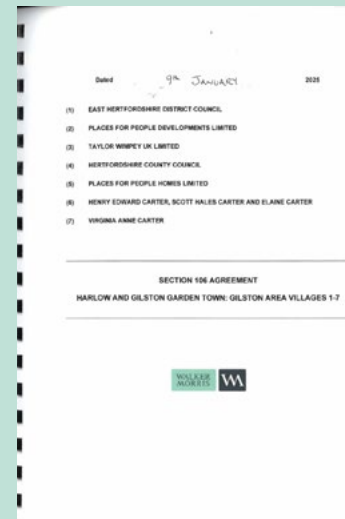 Dated 9th JANUARY 2025
(1) EAST HERTFORDSHIRE DISTRICT COUNCIL
(2) PLACES FOR PEOPLE DEVELOPMENTS LIMITED
(3) TAYLOR WIMPEY UK LIMITED
(4) HERTFORDSHIRE COUNTY COUNCIL
(5) PLACES FOR PEOPLE HOMES LIMITED
(6) HENRY EDWARD CARTER, SCOTT HALES CARTER AND ELAINE CARTER
(7) VIRGINIA ANNE CARTER
SECTION 106 AGREEMENT
HARLOW AND GILSTON GARDEN TOWN: GILSTON AREA VILLAGES 1-7
WALKER
MORRIS WM